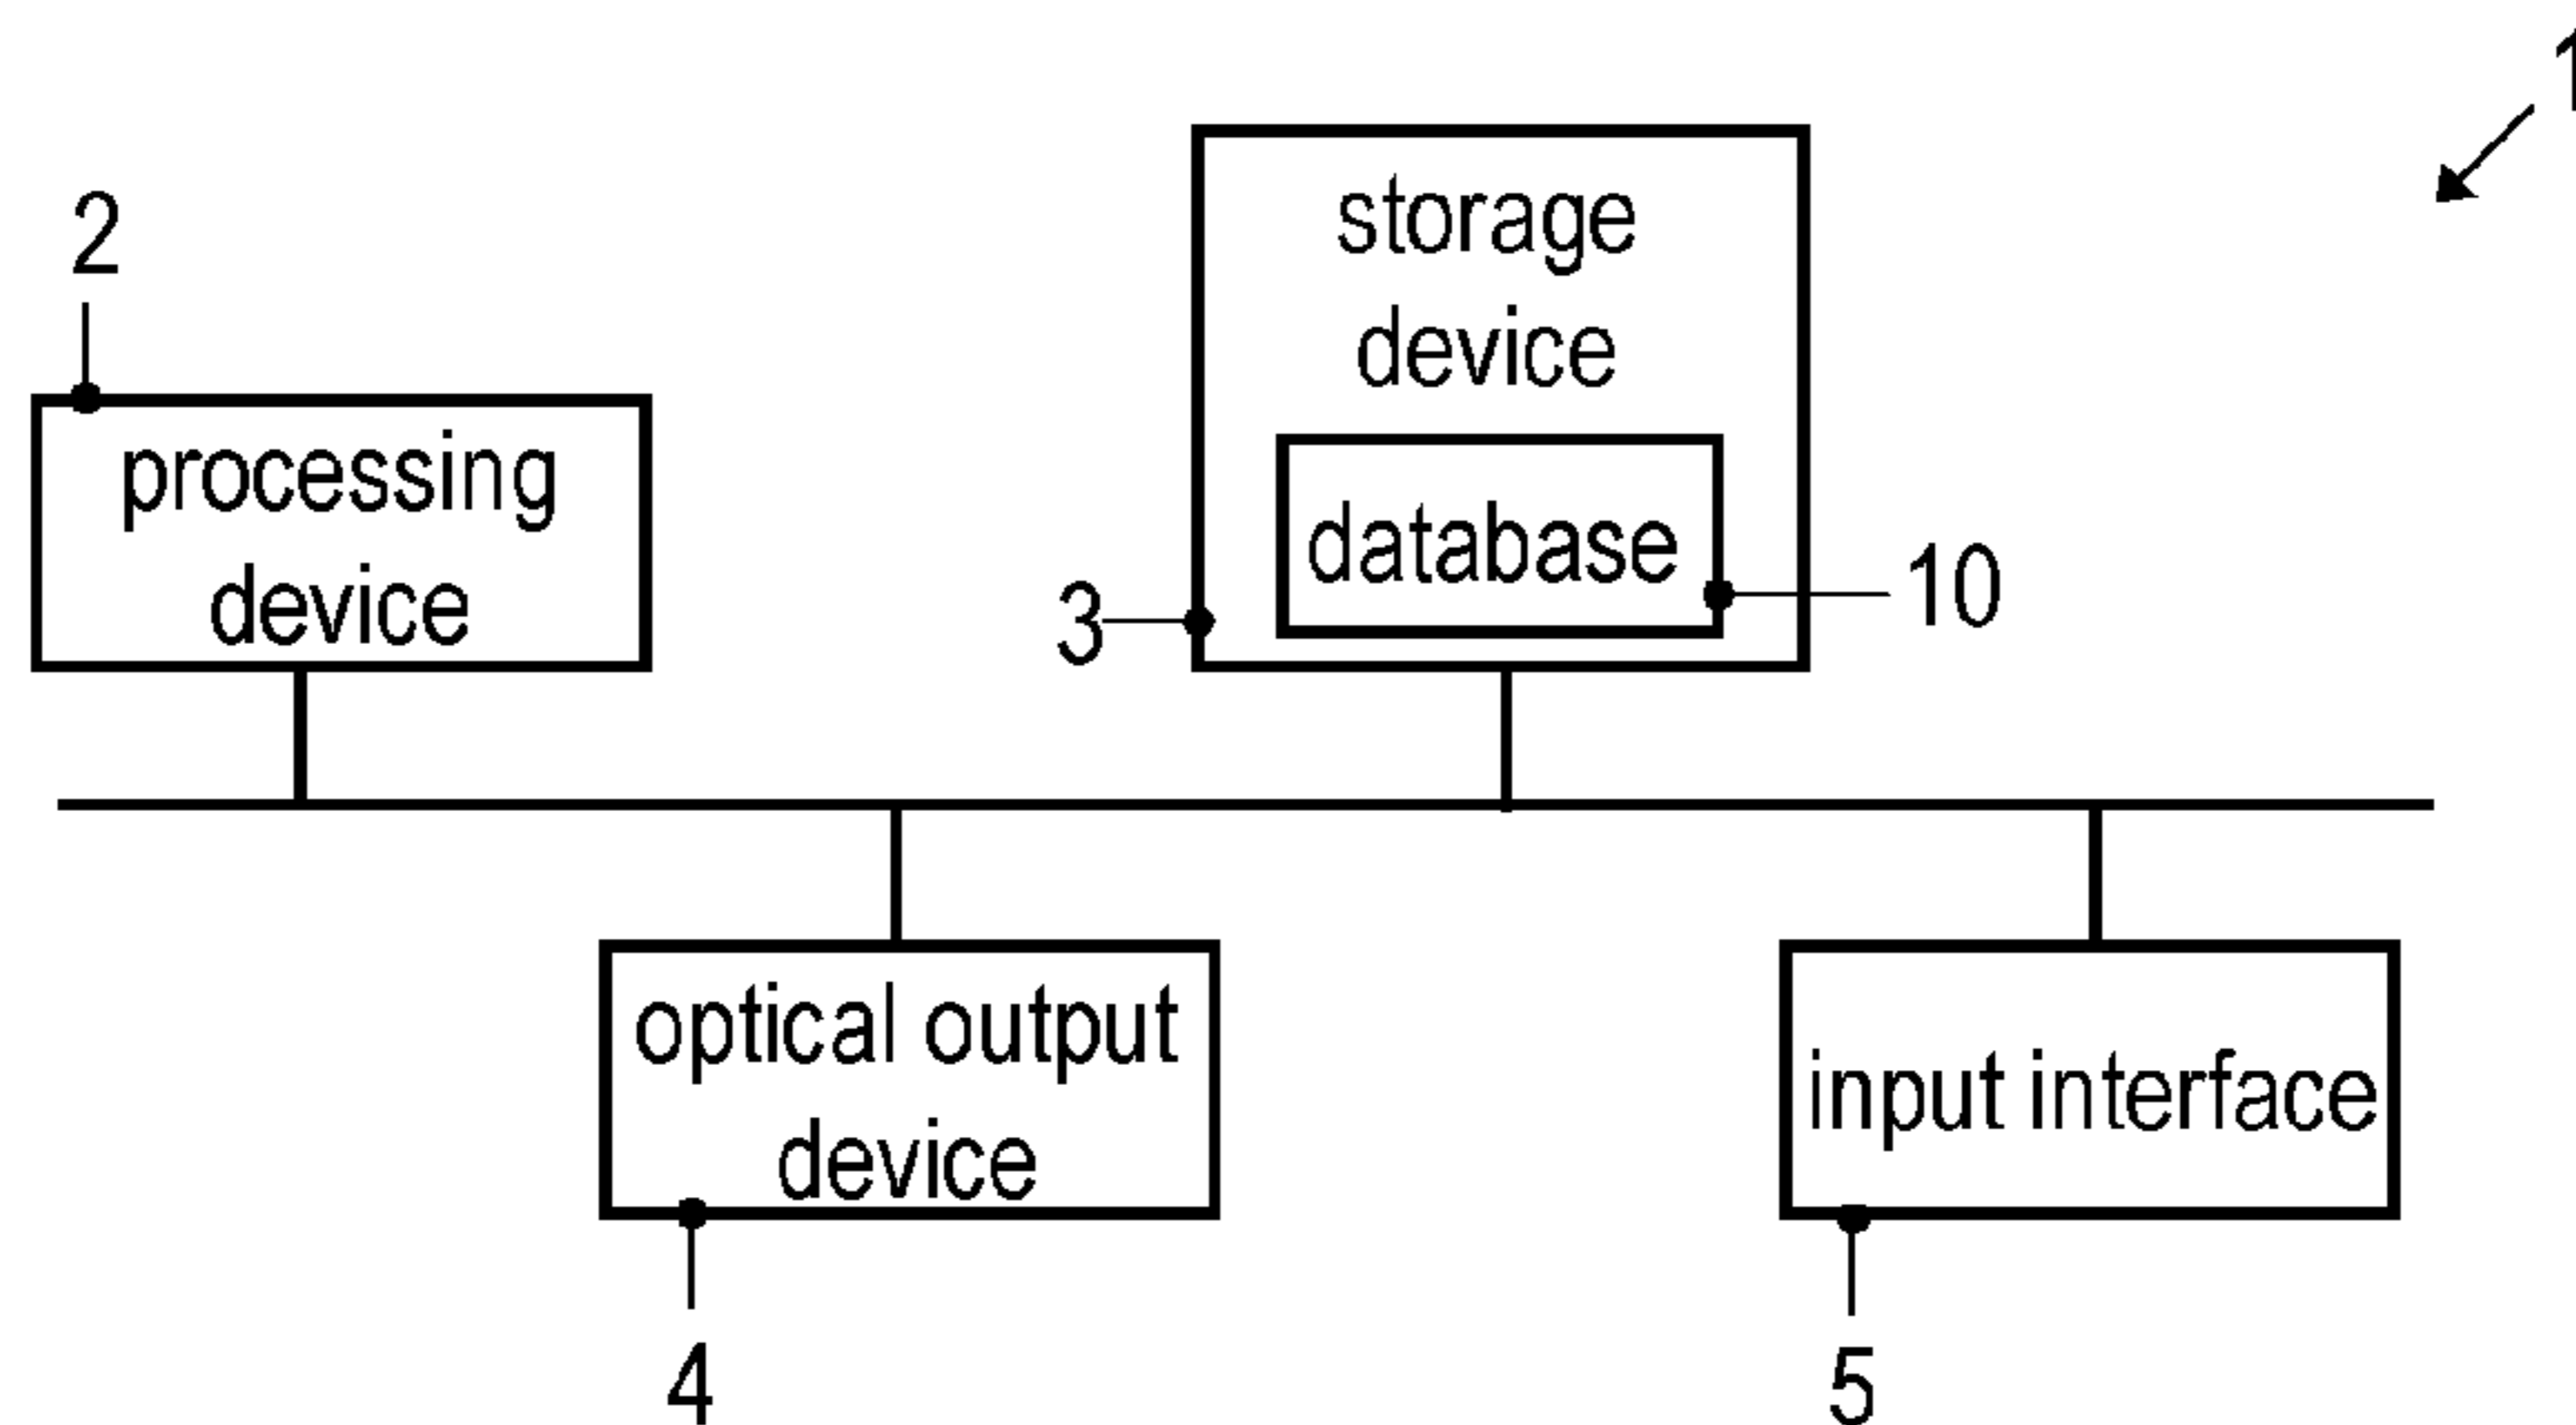 1
2
storage
device
processing
device
database
3
10
optical output
device
input interface
4
5